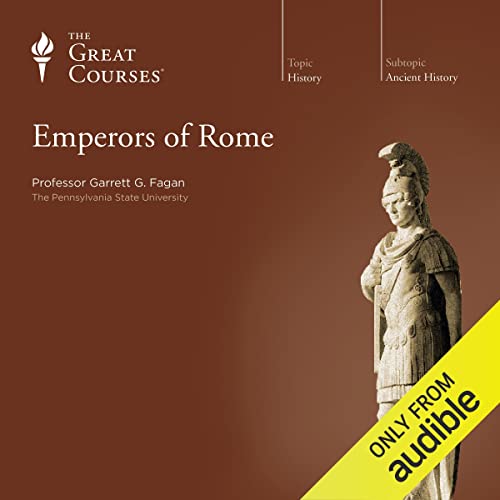 THE
GREAT
COURSES®
Topic
History
Subtopic
Ancient History
Emperors of Rome
Professor Garrett G. Fagan
The Pennsylvania State University
ONLY FROM
audible